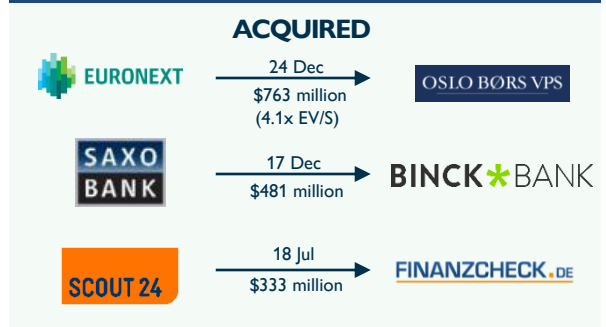 ACQUIRED
EURONEXT
24 Dec
$763 million
(4.1x EV/S)
OSLO BØRS VPS
SAXO
BANK
17 Dec
$481 million
BINCK*BANK
SCOUT 24
18 Jul
$333 million
FINANZCHECK.DE